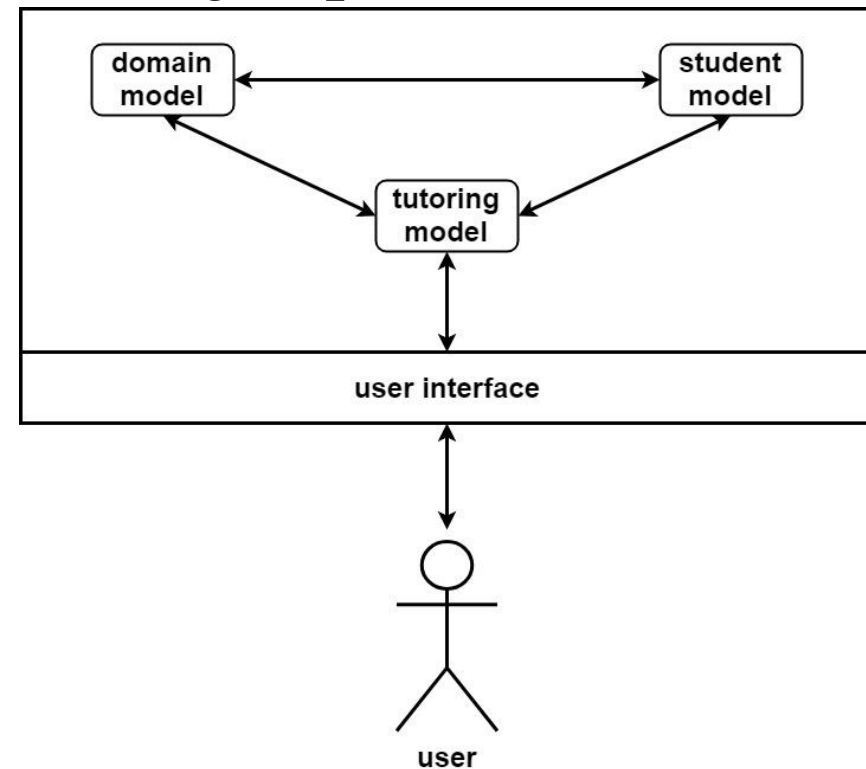 domain
model
student
model
tutoring
model
user interface
user